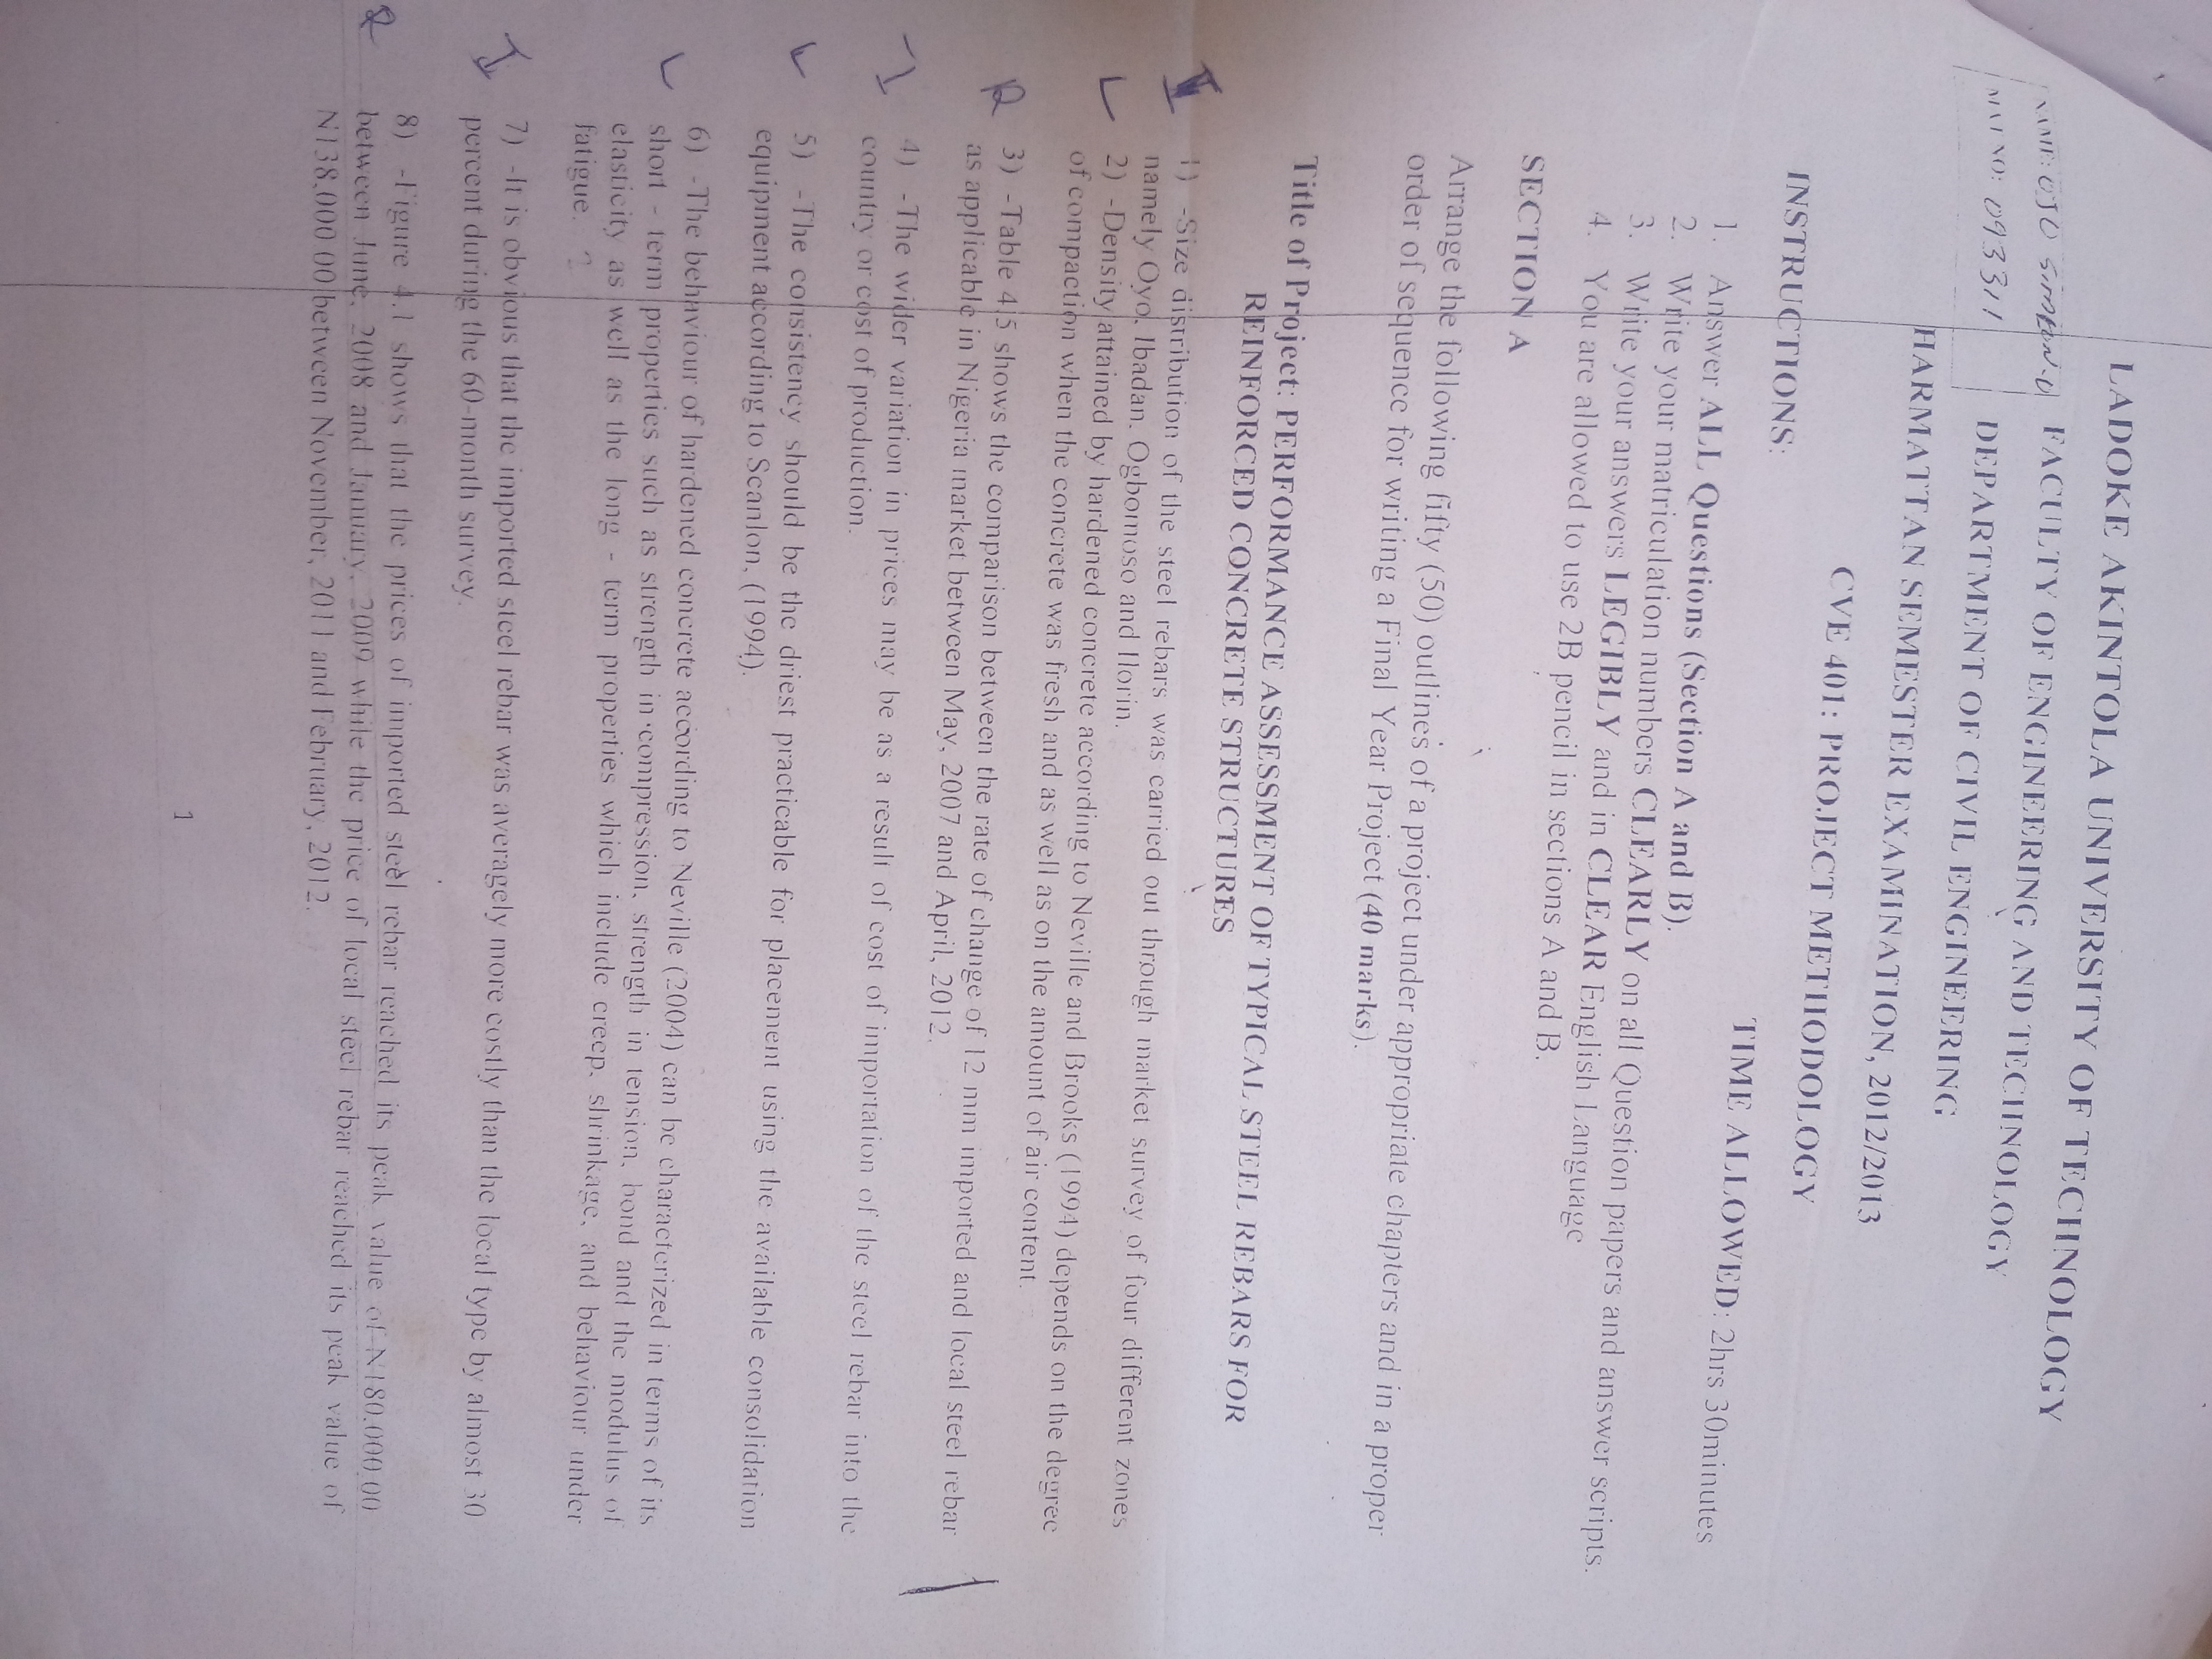 LADOKE AKINTOLA UNIVERSITY OF TECHNOLOGY
NAME: OJO
FACULTY OF ENGINEERING AND TECHNOLOGY
MAT NO: 093311
DEPARTMENT OF CIVIL ENGINEERING
HARMATTAN SEMESTER EXAMINATION, 2012/2013
CVE 401: PROJECT METHODOLOGY
INSTRUCTIONS:
TIME ALLOWED: 2hrs 30minutes
1. Answer ALL Questions (Section A and B).
2. Write your matriculation numbers CLEARLY on all Question papers and answer scripts.
3. Write your answers LEGIBLY and in CLEAR English Language
4. You are allowed to use 2B pencil in sections A and B.
SECTION A
Arrange the following fifty (50) outlines of a project under appropriate chapters and in a proper
order of sequence for writing a Final Year Project (40 marks).
Title of Project: PERFORMANCE ASSESSMENT OF TYPICAL STEEL REBARS FOR
REINFORCED CONCRETE STRUCTURES
I 1) -Size disnribution of the steel rebars was carried out through market survey of four different zones
namely Oyo, Ibadan, Ogbomoso and Ilorin.
L 2) -Density attained by hardened concrete according to Neville and Brooks (1994) depends on the degree
of compaction when the concrete was fresh and as well as on the amount of air content.
R 3) -Table 4.5 shows the comparison between the rate of change of 12 mm imported and local steel rebar
as applicable in Nigeria market between May, 2007 and April, 2012.
I 4) -The wider variation in prices may be as a result of cost of importation of the steel rebar into the
country or cost of production.
L 5) -The consistency should be the driest practicable for placement using the available consolidation
equipment according to Scanlon, (1994).
L 6) -The behaviour of hardened concrete according to Neville (2004) can be characterized in terms of its
short - term properties such as strength in compression, strength in tension, bond and the modulus of
elasticity as well as the long - term properties which include creep, shrinkage, and behaviour under
fatigue.
I 7) -It is obvious that the imported steel rebar was averagely more costly than the local type by almost 30
percent during the 60-month survey.
R 8) -Figure 4.1 shows that the prices of imported steel rebar reached its peak value of N180,000.00
between June, 2008 and January, 2009 while the price of local steel rebar reached its peak value of
N138,000.00 between November, 2011 and February, 2012.
1